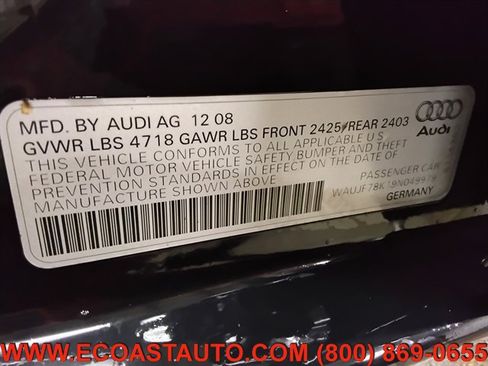 MFD. BY AUDI AG 12 08
GVWR LBS 4718 GAWR LBS FRONT 2425/REAR 2403
THIS VEHICLE CONFORMS TO ALL APPLICABLE U S
FEDERAL MOTOR VEHICLE SAFETY BUMPER AND THEFT
PREVENTION STANDARDS IN EFFECT ON THE DATE OF
MANUFACTURE SHOWN ABOVE
Audi
PASSENGER CAR
GERMANY
WWW.ECOASTAUTO.COM (800) 869-0655